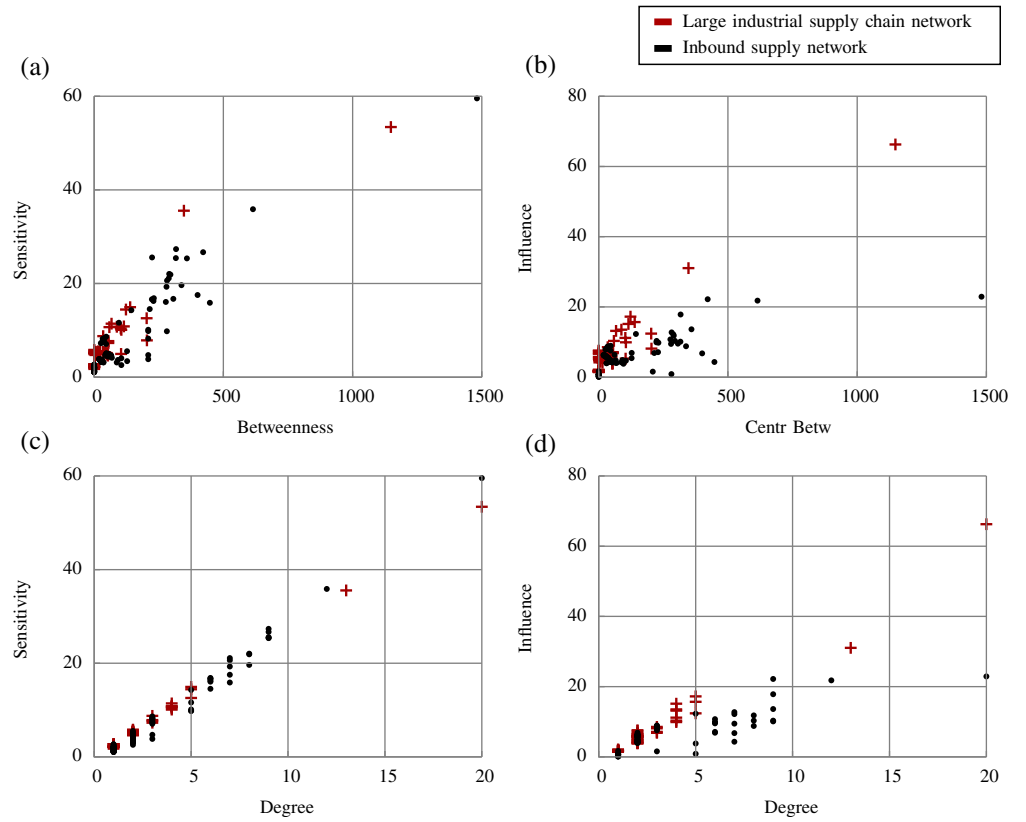 Large industrial supply chain network
Inbound supply network
(a)
60
40
20
0
Sensitivity
0
500
1000
1500
Betweenness
(b)
80
60
40
20
0
Influence
0
500
1000
1500
Centr Betw
(c)
60
40
20
0
Sensitivity
0
5
10
15
20
Degree
(d)
80
60
40
20
0
Influence
0
5
10
15
20
Degree